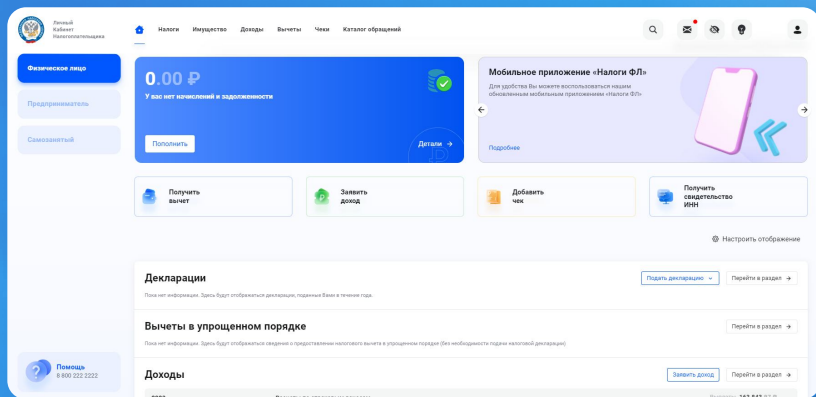 Личный
Кабинет
Налогоплательщика
Налоги Имущество Доходы Вычеты Чеки Каталог обращений
Физическое лицо
Предприниматель
Самозанятый
0.00 ₽
У вас нет начислений и задолженности
Пополнить
Детали →
Мобильное приложение «Налоги ФЛ»
Для удобства Вы можете воспользоваться нашим
обновленным мобильным приложением «Налоги ФЛ»
Подробнее
Получить
вычет
Заявить
доход
Добавить
чек
Получить
свидетельство
ИНН
Настроить отображение
Декларации
Подать декларацию
Перейти в раздел →
Пока нет информации. Здесь будут отображаться декларации, поданные Вами в течение года.
Вычеты в упрощенном порядке
Перейти в раздел →
Пока нет информации. Здесь будут отображаться сведения о предоставлении налогового вычета в упрощенном порядке (без необходимости подачи налоговой декларации)
Доходы
Заявить доход
Перейти в раздел →
Помощь
8 800 222 2222